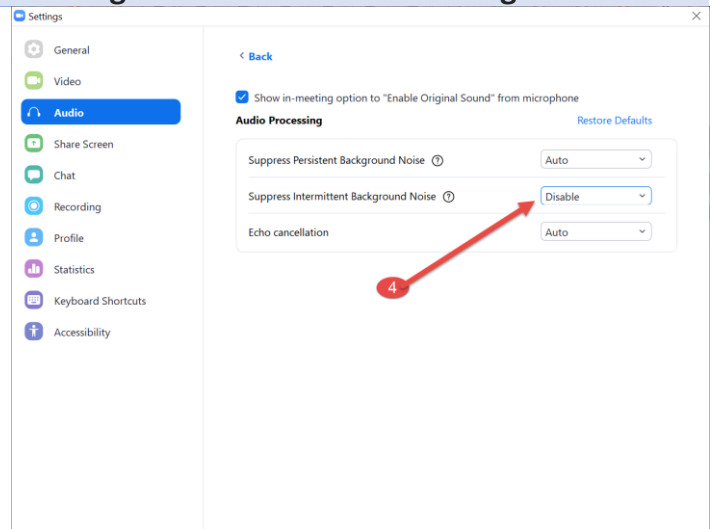 Settings
General
Video
Audio
Share Screen
Chat
Recording
Profile
Statistics
Keyboard Shortcuts
Accessibility
< Back
Show in-meeting option to "Enable Original Sound" from microphone
Audio Processing Restore Defaults
Suppress Persistent Background Noise ? Auto
Suppress Intermittent Background Noise ? Disable
Echo cancellation Auto
4